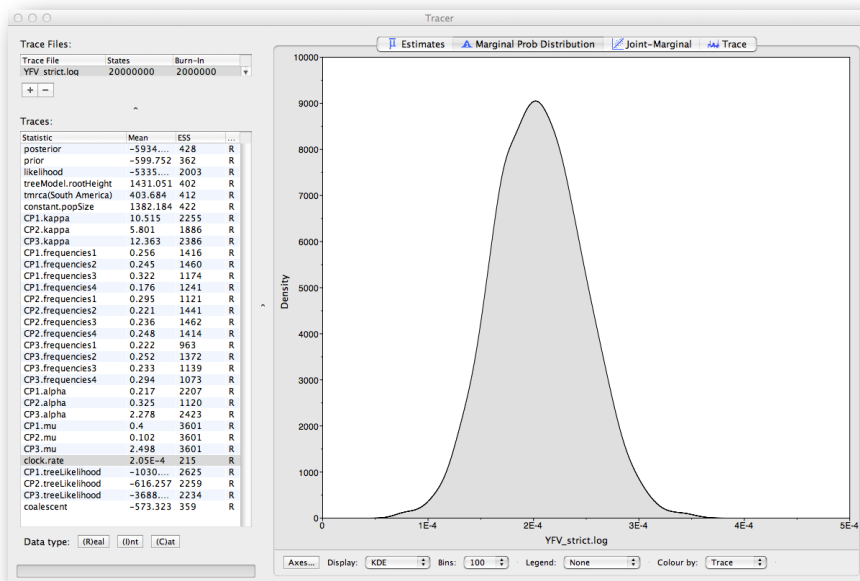 Tracer
Trace Files:
Trace File States Burn-In
YFV_strict.log 20000000 2000000
+ −
Traces:
Statistic Mean ESS ...
posterior -5934.... 428 R
prior -599.752 362 R
likelihood -5335.... 2003 R
treeModel.rootHeight 1431.051 402 R
tmrca(South America) 403.684 412 R
constant.popSize 1382.184 422 R
CP1.kappa 10.515 2255 R
CP2.kappa 5.801 1886 R
CP3.kappa 12.363 2386 R
CP1.frequencies1 0.256 1416 R
CP1.frequencies2 0.245 1460 R
CP1.frequencies3 0.322 1174 R
CP1.frequencies4 0.176 1241 R
CP2.frequencies1 0.295 1121 R
CP2.frequencies2 0.221 1441 R
CP2.frequencies3 0.236 1462 R
CP2.frequencies4 0.248 1414 R
CP3.frequencies1 0.222 963 R
CP3.frequencies2 0.252 1372 R
CP3.frequencies3 0.233 1139 R
CP3.frequencies4 0.294 1073 R
CP1.alpha 0.217 2207 R
CP2.alpha 0.325 1120 R
CP3.alpha 2.278 2423 R
CP1.mu 0.4 3601 R
CP2.mu 0.102 3601 R
CP3.mu 2.498 3601 R
clock.rate 2.05E-4 215 R
CP1.treeLikelihood -1030.... 2625 R
CP2.treeLikelihood -616.257 2259 R
CP3.treeLikelihood -3688.... 2234 R
coalescent -573.323 359 R
Data type: (R)eal (I)nt (C)at
Estimates Marginal Prob Distribution Joint-Marginal Trace
10000
9000
8000
7000
6000
5000
4000
3000
2000
1000
0
Density
0 1E-4 2E-4 3E-4 4E-4 5E-4
YFV_strict.log
Axes... Display: KDE Bins: 100 Legend: None Colour by: Trace